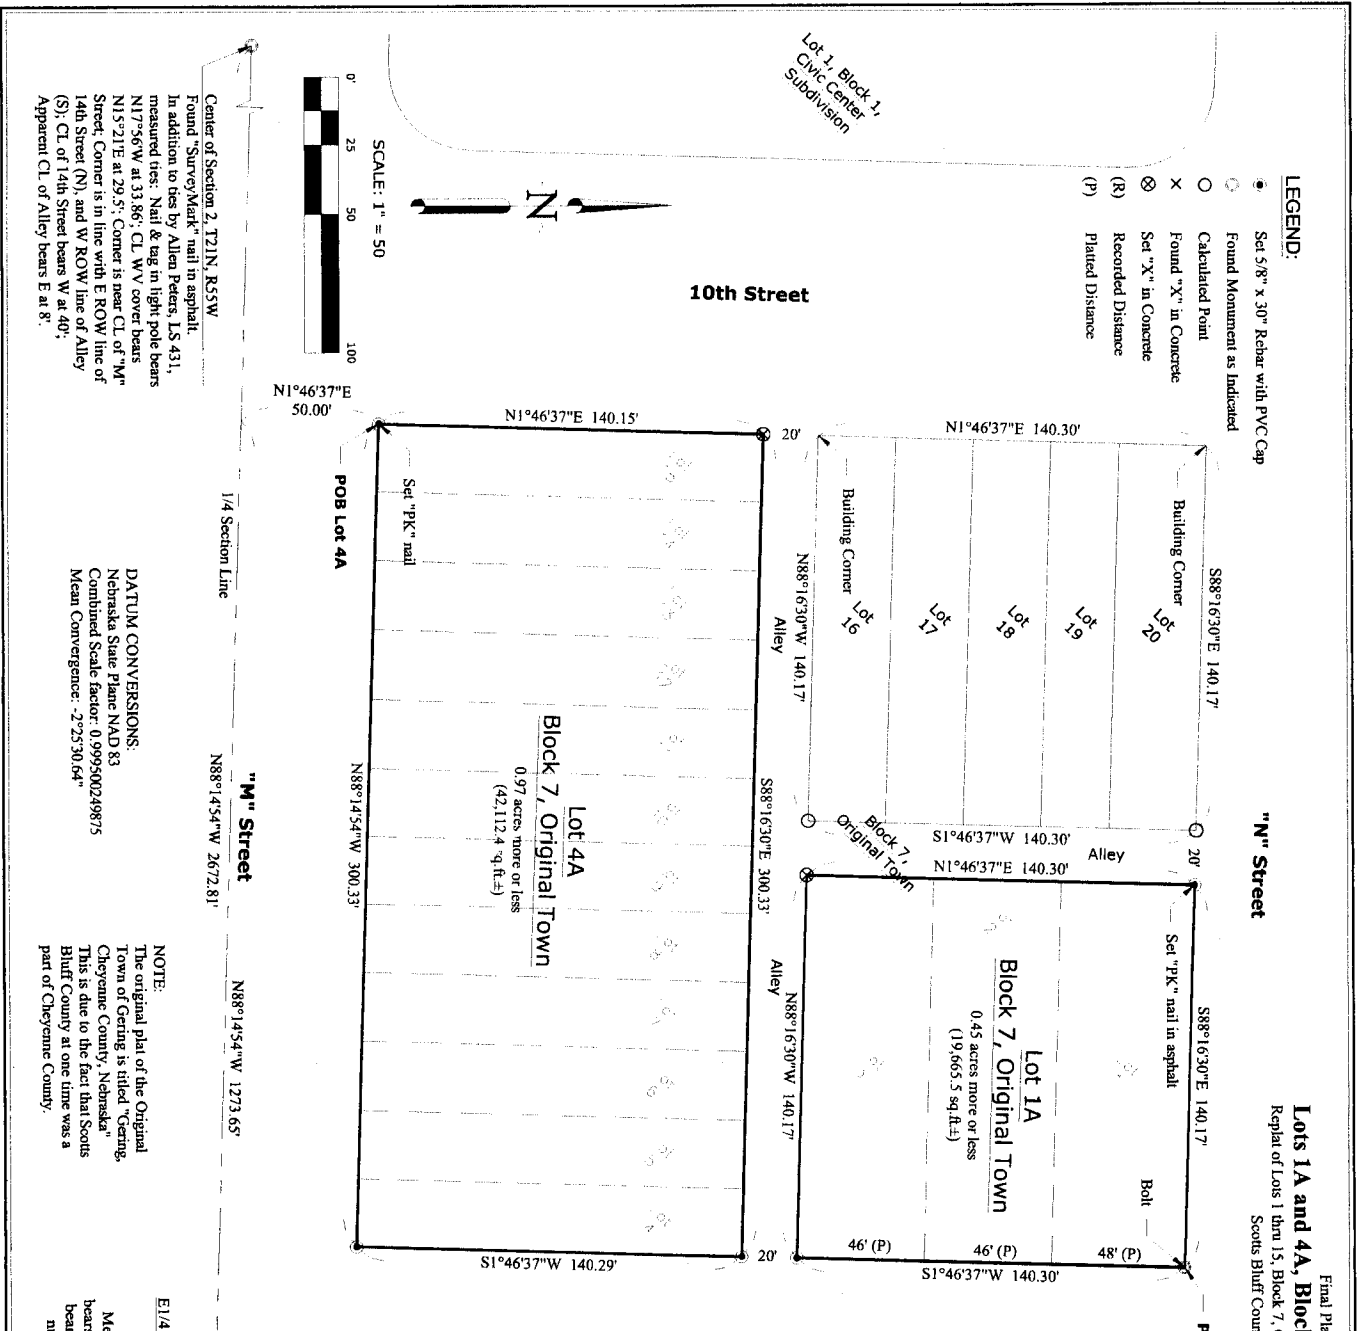 Final Pla
Lots 1A and 4A, Block
Replat of Lots 1 thru 15, Block 7,
Scotts Bluff Coun
LEGEND:
Set 5/8" x 30" Rebar with PVC Cap
Found Monument as Indicated
Calculated Point
Found "X" in Concrete
Set "X" in Concrete
(R) Recorded Distance
(P) Platted Distance
Lot 1, Block 1,
Civic Center
Subdivision
10th Street
"N" Street
SCALE: 1" = 50
0' 25 50 100
N
N1°46'37"E 140.30'
Building Corner
Building Corner
S88°16'30"E 140.17'
Lot
20
Lot
19
Lot
18
Lot
17
Lot
16
N88°16'30"W 140.17'
S1°46'37"W 140.30'
Alley
20'
N1°46'37"E 140.30'
Block 7,
Original Town
S88°16'30"E 140.17'
Set "PK" nail in asphalt
Bolt
Lot 1A
Block 7, Original Town
0.45 acres more or less
(19,665.5 sq.ft.±)
48' (P)
46' (P)
46' (P)
S1°46'37"W 140.30'
N88°16'30"W 140.17'
Alley
Alley
20'
20'
N1°46'37"E 140.15'
S88°16'30"E 300.33'
Lot 4A
Block 7, Original Town
0.97 acres more or less
(42,112.4 sq.ft.±)
Set "PK" nail
S1°46'37"W 140.29'
N88°14'54"W 300.33'
POB Lot 4A
N1°46'37"E
50.00'
"M" Street
1/4 Section Line
N88°14'54"W 2672.81'
N88°14'54"W 1273.65'
Center of Section 2, T21N, R55W
Found "SurveyMark" nail in asphalt.
In addition to ties by Allen Peters, LS 431,
measured ties: Nail & tag in light pole bears
N17°56'W at 33.86'; CL WV cover bears
N15°21'E at 29.5'; Corner is near CL of "M"
Street; Corner is in line with E ROW line of
14th Street (N), and W ROW line of Alley
(S); CL of 14th Street bears W at 40';
Apparent CL of Alley bears E at 8'.
DATUM CONVERSIONS:
Nebraska State Plane NAD 83
Combined Scale factor: 0.99950024 9875
Mean Convergence: -2°25'30.64"
NOTE:
The original plat of the Original
Town of Gering is titled "Gering,
Cheyenne County, Nebraska"
This is due to the fact that Scotts
Bluff County at one time was a
part of Cheyenne County.
E1/4
Me
bears
bear